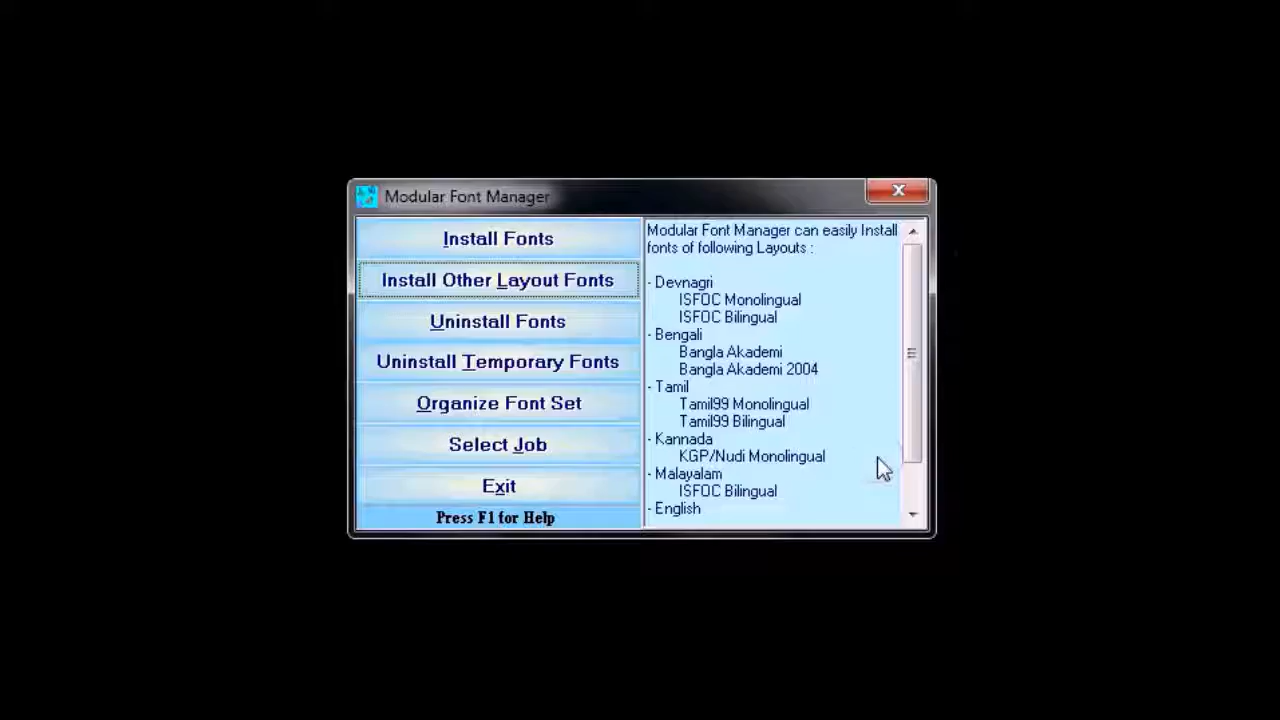 Modular Font Manager
Install Fonts
Install Other Layout Fonts
Uninstall Fonts
Uninstall Temporary Fonts
Organize Font Set
Select Job
Exit
Press F1 for Help
Modular Font Manager can easily Install
fonts of following Layouts :
- Devnagri
ISFOC Monolingual
ISFOC Bilingual
- Bengali
Bangla Akademi
Bangla Akademi 2004
- Tamil
Tamil99 Monolingual
Tamil99 Bilingual
- Kannada
KGP/Nudi Monolingual
- Malayalam
ISFOC Bilingual
- English